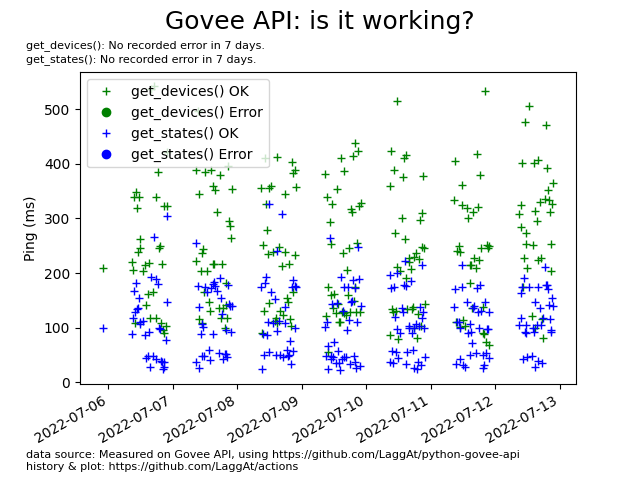 Govee API: is it working?
get_devices(): No recorded error in 7 days.
get_states(): No recorded error in 7 days.
get_devices() OK
get_devices() Error
get_states() OK
get_states() Error
Ping (ms)
500
400
300
200
100
0
2022-07-06
2022-07-07
2022-07-08
2022-07-09
2022-07-10
2022-07-11
2022-07-12
2022-07-13
data source: Measured on Govee API, using https://github.com/LaggAt/python-govee-api
history & plot: https://github.com/LaggAt/actions